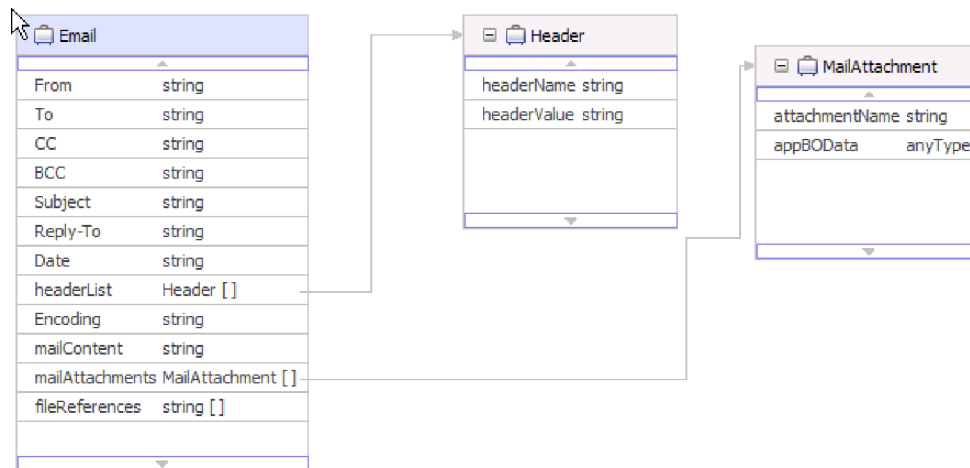 Email
From string
To string
CC string
BCC string
Subject string
Reply-To string
Date string
headerList Header [ ]
Encoding string
mailContent string
mailAttachments MailAttachment [ ]
fileReferences string [ ]
Header
headerName string
headerValue string
MailAttachment
attachmentName string
appBOData anyType